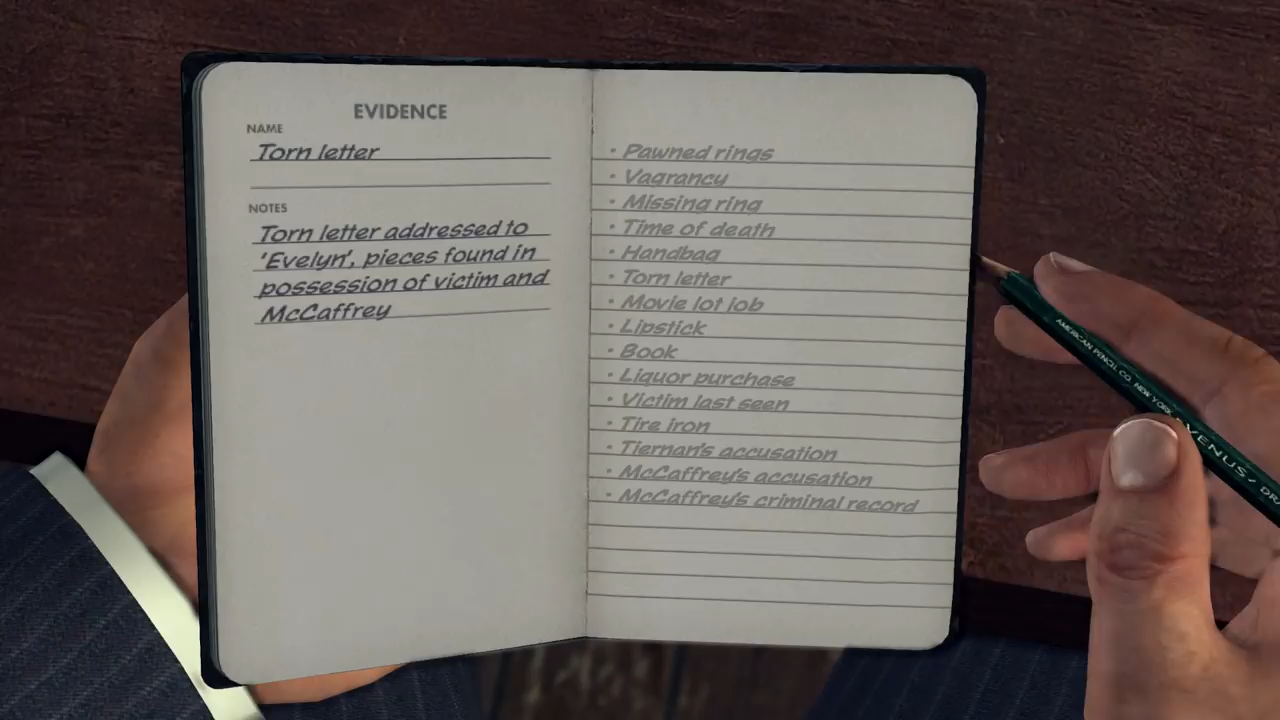 EVIDENCE
NAME
Torn letter
NOTES
Torn letter addressed to
'Evelyn', pieces found in
possession of victim and
McCaffrey
• Pawned rings
• Vagrancy
• Missing ring
• Time of death
• Handbag
• Torn letter
• Movie lot job
• Lipstick
• Book
• Liquor purchase
• Victim last seen
• Tire iron
• Tiernan's accusation
• McCaffrey's accusation
• McCaffrey's criminal record
AMERICAN PENCIL CO. NEW YORK VENUS